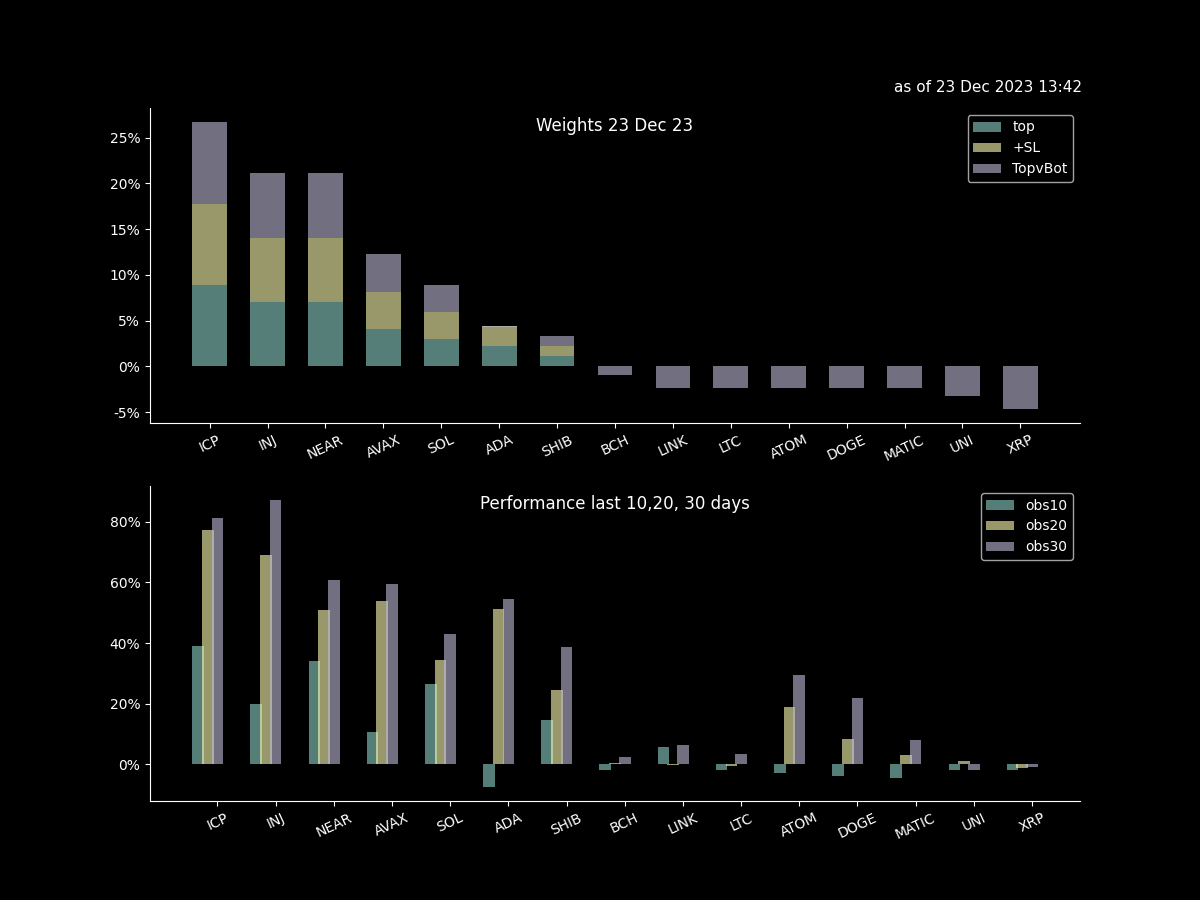 as of 23 Dec 2023 13:42
Weights 23 Dec 23
top
+SL
TopvBot
25%
20%
15%
10%
5%
0%
-5%
ICP INJ NEAR AVAX SOL ADA SHIB BCH LINK LTC ATOM DOGE MATIC UNI XRP
Performance last 10,20, 30 days
obs10
obs20
obs30
80%
60%
40%
20%
0%
ICP INJ NEAR AVAX SOL ADA SHIB BCH LINK LTC ATOM DOGE MATIC UNI XRP